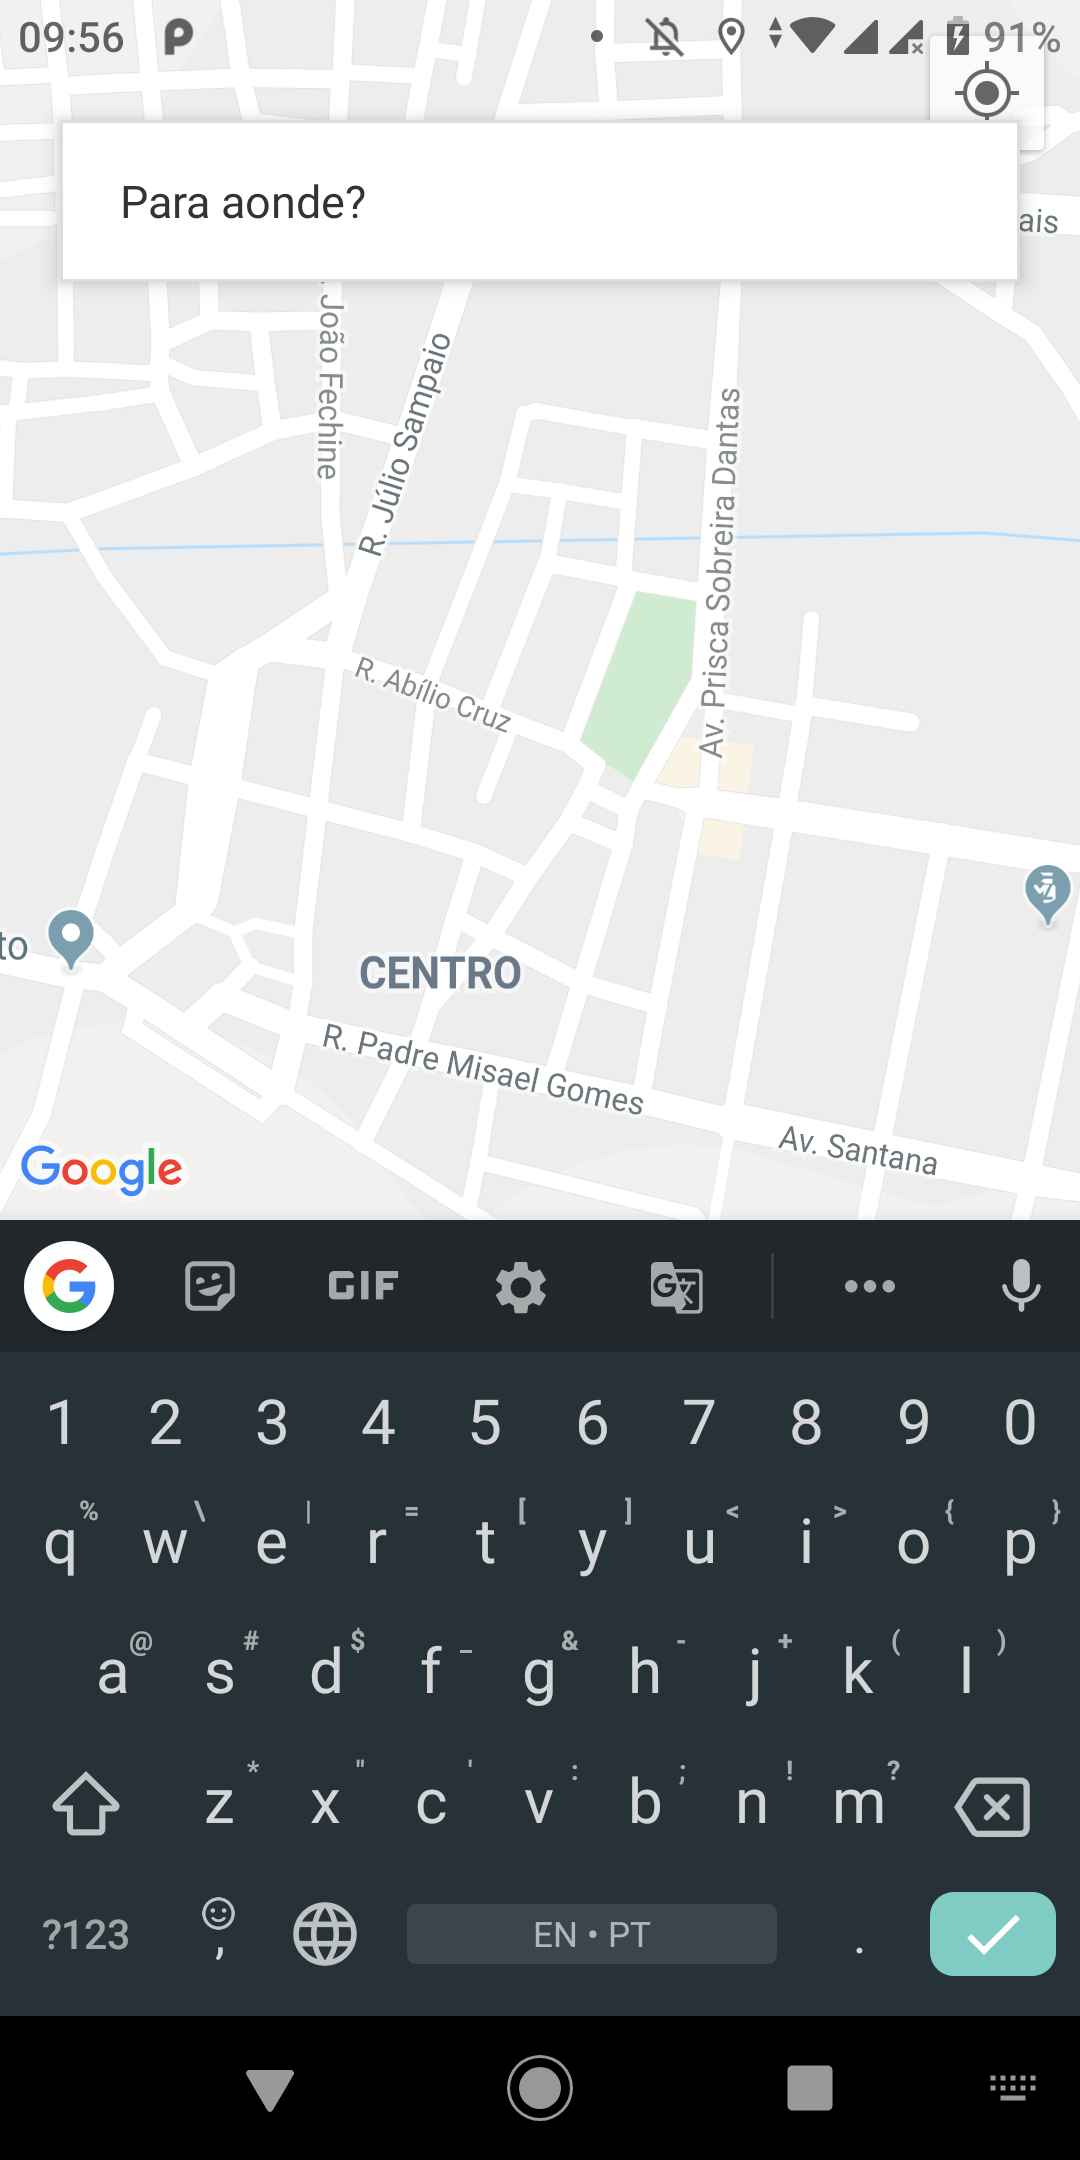 09:56
91%
Para aonde?
ais
João Fechine
R. Júlio Sampaio
Av. Prisca Sobreira Dantas
R. Abílio Cruz
to
CENTRO
R. Padre Misael Gomes
Av. Santana
Google
G GIF G
1 2 3 4 5 6 7 8 9 0
% \ | = [ ] < > { }
q w e r t y u i o p
@ # $ _ & - + ( )
a s d f g h j k l
* " ' : ; ! ?
z x c v b n m
?123 , EN • PT .